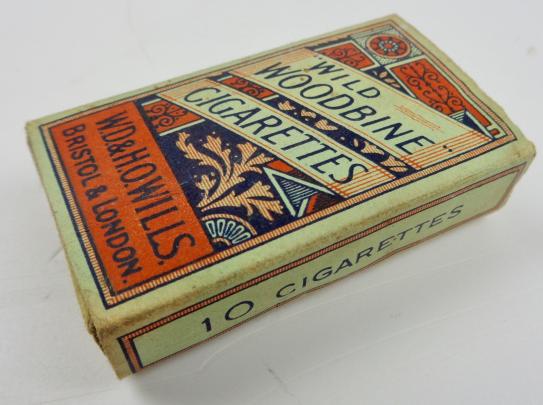 "WILD
WOODBINE"
CIGARETTES
W.D.& H.O.WILLS.
BRISTOL & LONDON.
10 CIGARETTES